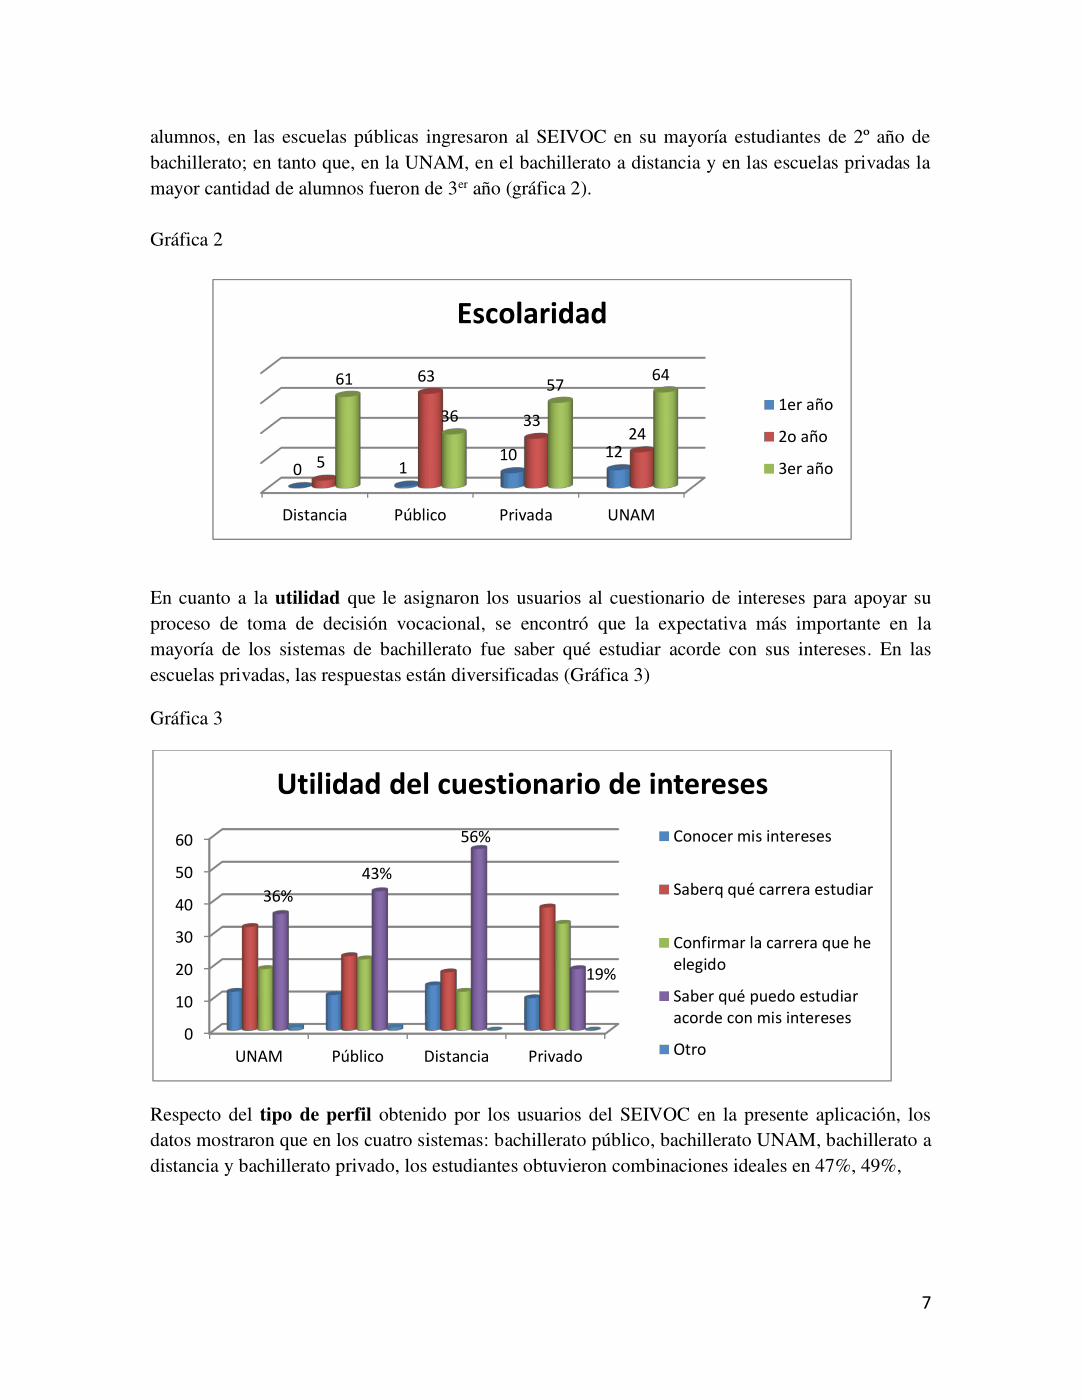 alumnos, en las escuelas públicas ingresaron al SEIVOC en su mayoría estudiantes de 2º año de
bachillerato; en tanto que, en la UNAM, en el bachillerato a distancia y en las escuelas privadas la
mayor cantidad de alumnos fueron de 3er año (gráfica 2).
Gráfica 2
Escolaridad
61
63
36
57
64
0
5
1
10
33
12
24
Distancia
Público
Privada
UNAM
1er año
2o año
3er año
En cuanto a la utilidad que le asignaron los usuarios al cuestionario de intereses para apoyar su
proceso de toma de decisión vocacional, se encontró que la expectativa más importante en la
mayoría de los sistemas de bachillerato fue saber qué estudiar acorde con sus intereses. En las
escuelas privadas, las respuestas están diversificadas (Gráfica 3)
Gráfica 3
Utilidad del cuestionario de intereses
60
50
40
30
20
10
0
36%
43%
56%
19%
UNAM
Público
Distancia
Privado
Conocer mis intereses
Saberq qué carrera estudiar
Confirmar la carrera que he
elegido
Saber qué puedo estudiar
acorde con mis intereses
Otro
Respecto del tipo de perfil obtenido por los usuarios del SEIVOC en la presente aplicación, los
datos mostraron que en los cuatro sistemas: bachillerato público, bachillerato UNAM, bachillerato a
distancia y bachillerato privado, los estudiantes obtuvieron combinaciones ideales en 47%, 49%,
7